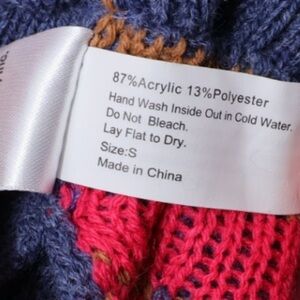 87%Acrylic 13%Polyester
Hand Wash Inside Out in Cold Water.
Do Not Bleach.
Lay Flat to Dry.
Size:S
Made in China